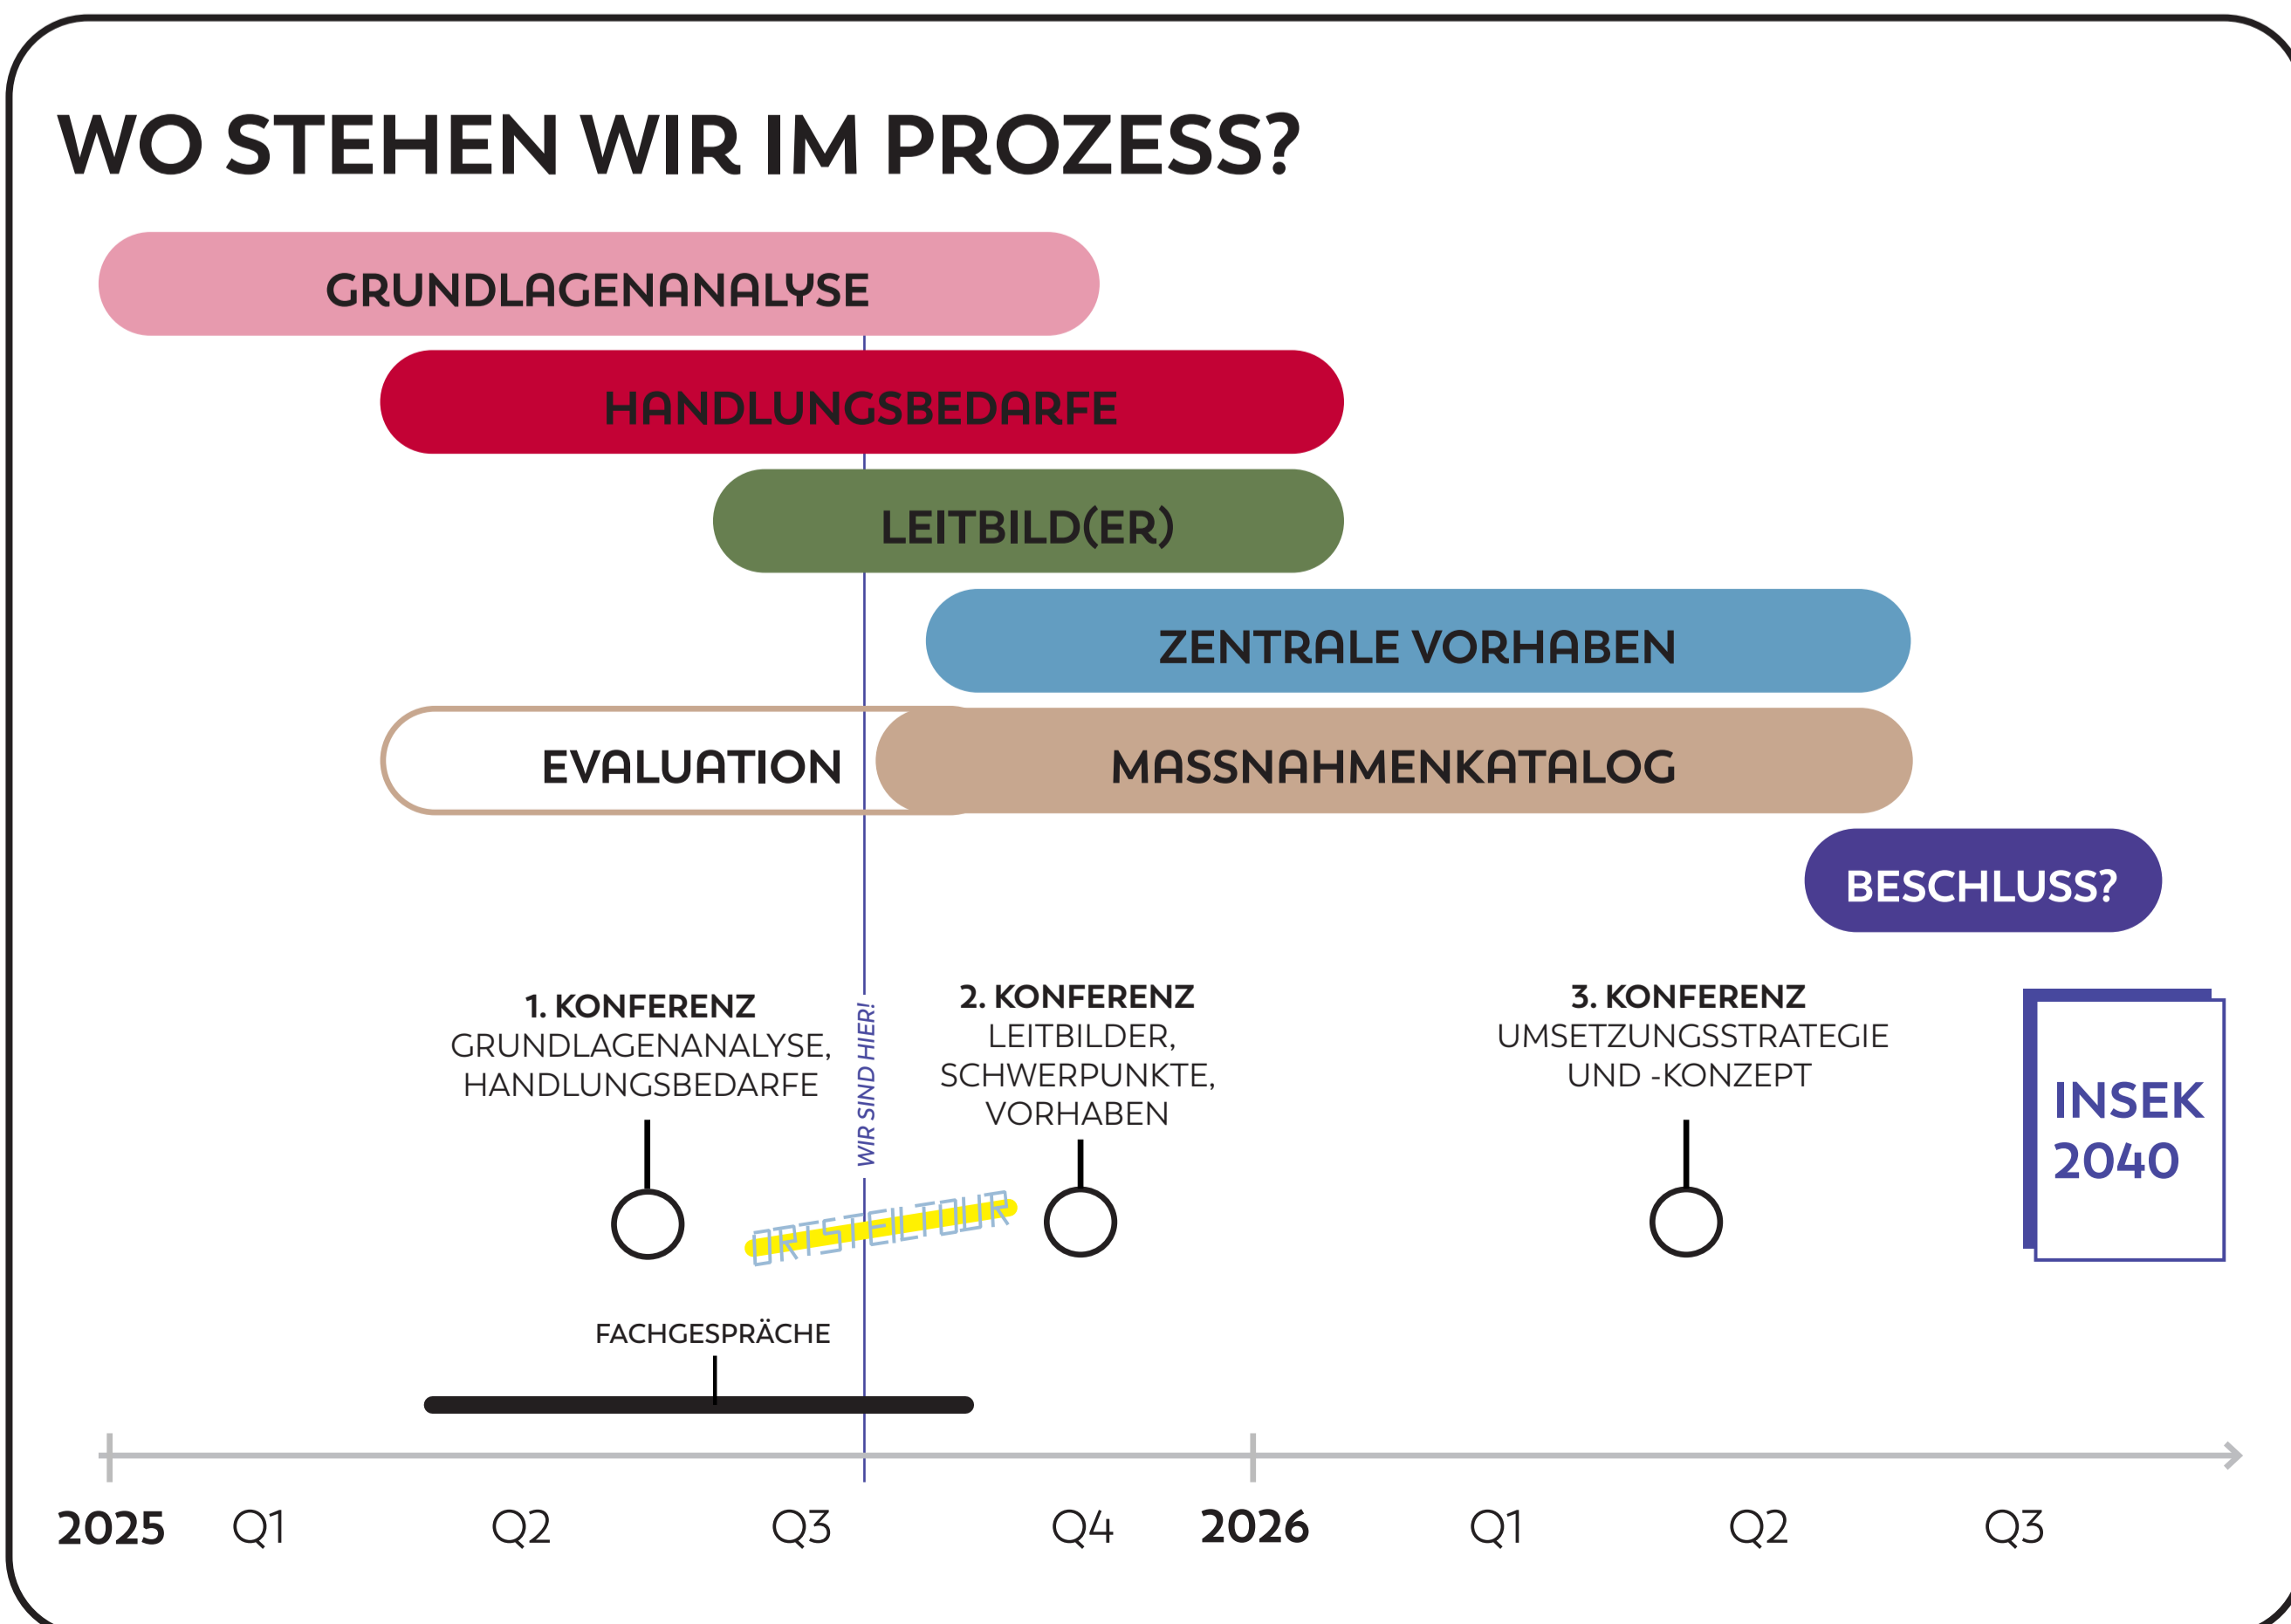 WO STEHEN WIR IM PROZESS?
GRUNDLAGENANALYSE
HANDLUNGSBEDARFE
LEITBILD(ER)
ZENTRALE VORHABEN
EVALUATION
MASSNAHMENKATALOG
BESCHLUSS?
1. KONFERENZ
GRUNDLAGENANALYSE,
HANDLUNGSBEDARFE
WIR SIND HIER!
2. KONFERENZ
LEITBILDER,
SCHWERPUNKTE,
VORHABEN
3. KONFERENZ
UMSETZUNGSSTRATEGIE
UND -KONZEPT
INSEK
2040
ORTSTEILTOUR
FACHGESPRÄCHE
2025 Q1 Q2 Q3 Q4 2026 Q1 Q2 Q3